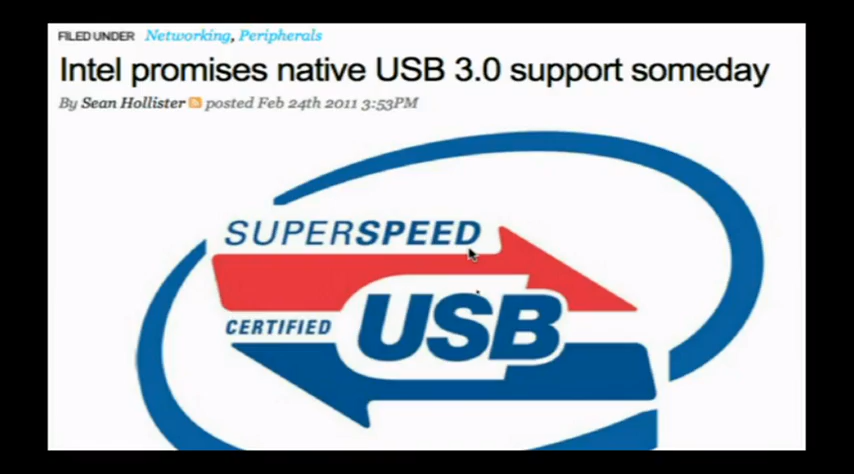 FILED UNDER Networking, Peripherals
Intel promises native USB 3.0 support someday
By Sean Hollister posted Feb 24th 2011 3:53PM
SUPERSPEED
CERTIFIED USB